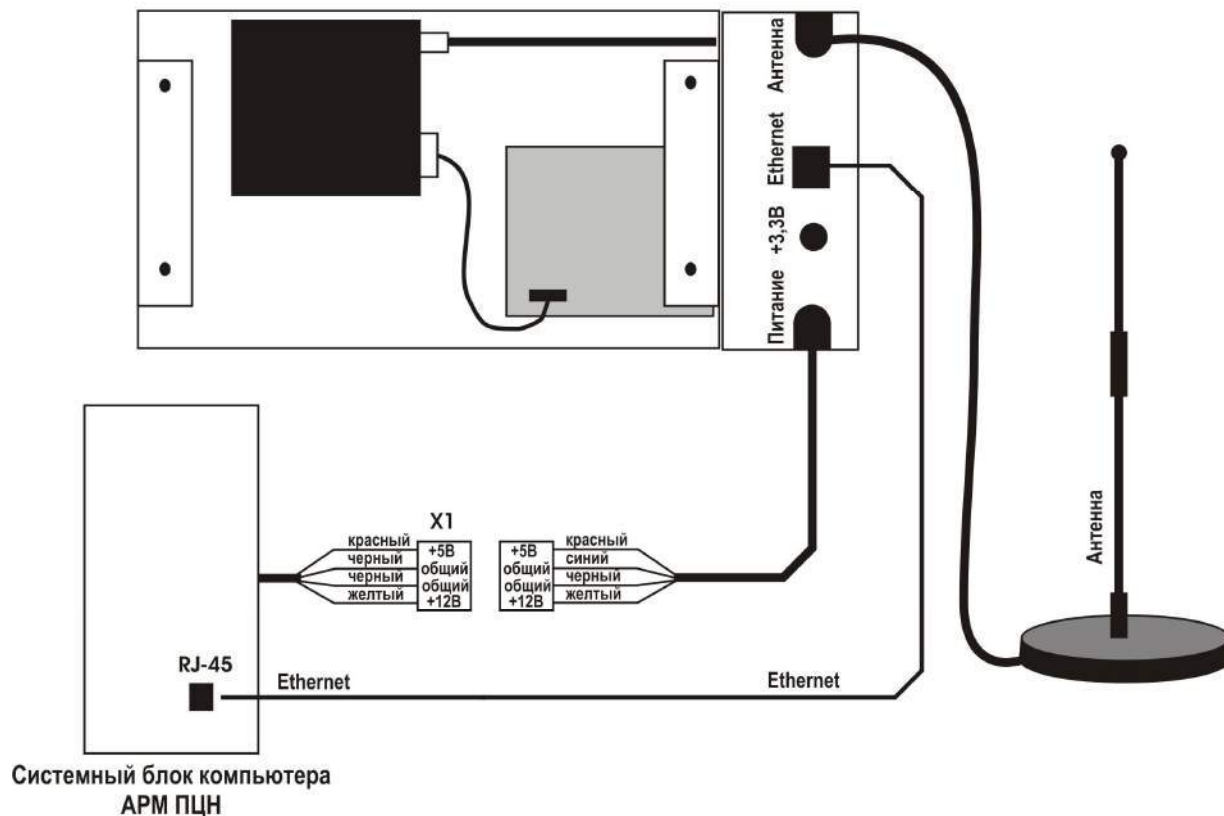 Антенна
Ethernet
+3,3В
Питание
Антенна
X1
красный
черный
черный
желтый
+5В
общий
общий
+12В
+5В
общий
общий
+12В
красный
синий
черный
желтый
RJ-45
Ethernet
Ethernet
Системный блок компьютера
АРМ ПЦН